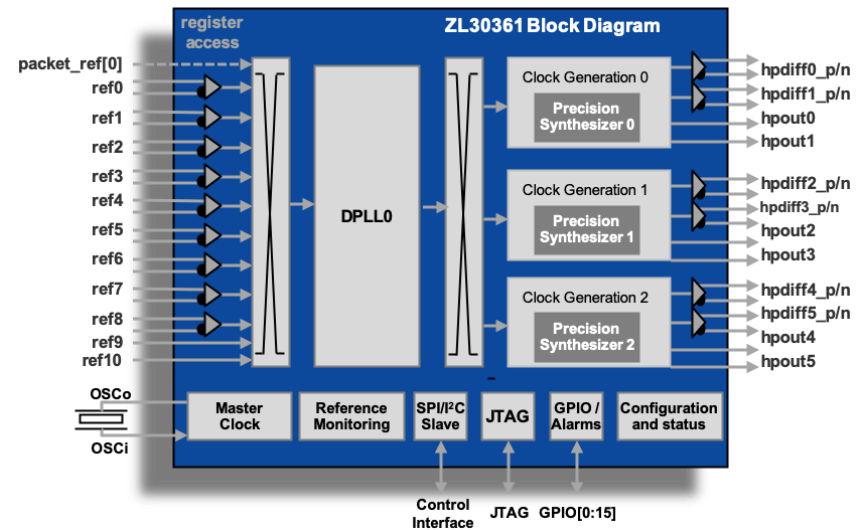 ZL30361 Block Diagram
register
access
packet_ref[0]
ref0
ref1
ref2
ref3
ref4
ref5
ref6
ref7
ref8
ref9
ref10
DPLL0
Clock Generation 0
Precision
Synthesizer 0
hpdiff0_p/n
hpdiff1_p/n
hpout0
hpout1
Clock Generation 1
Precision
Synthesizer 1
hpdiff2_p/n
hpdiff3_p/n
hpout2
hpout3
Clock Generation 2
Precision
Synthesizer 2
hpdiff4_p/n
hpdiff5_p/n
hpout4
hpout5
OSCo
OSCi
Master
Clock
Reference
Monitoring
SPI/I²C
Slave
JTAG
GPIO /
Alarms
Configuration
and status
Control
Interface
JTAG
GPIO[0:15]